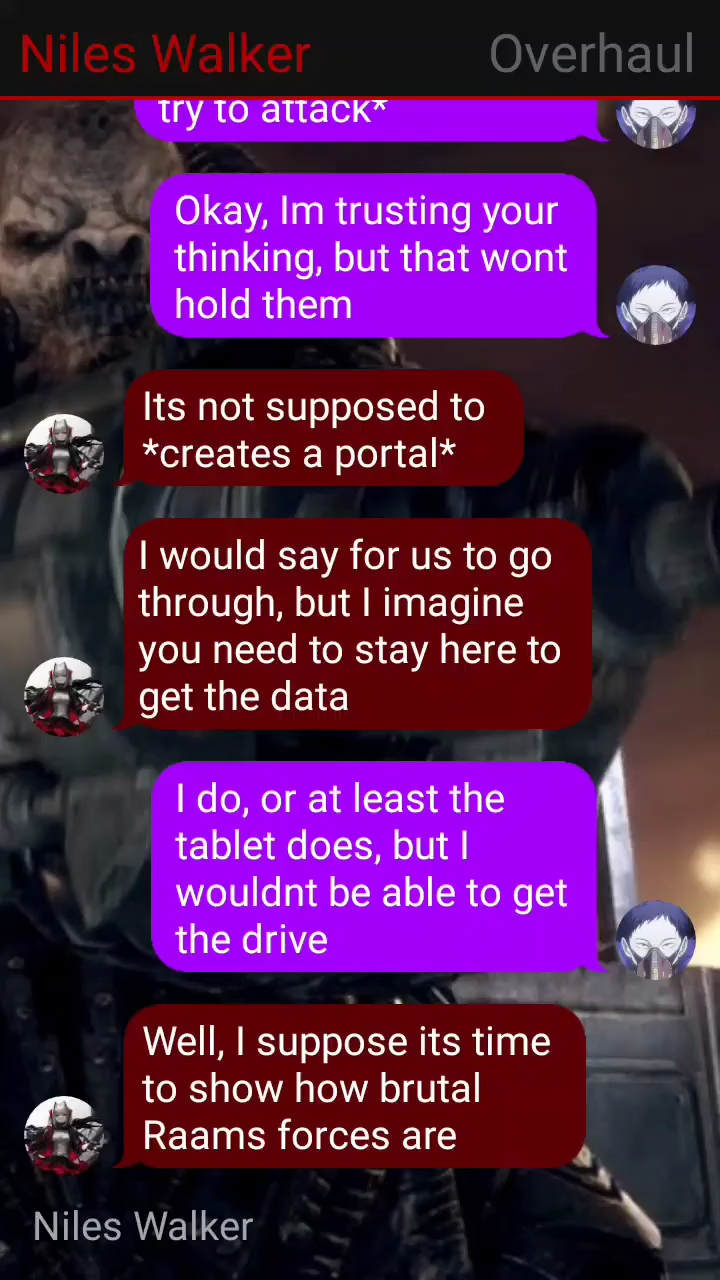 Niles Walker
Overhaul
try to attack*
Okay, Im trusting your
thinking, but that wont
hold them
Its not supposed to
*creates a portal*
I would say for us to go
through, but I imagine
you need to stay here to
get the data
I do, or at least the
tablet does, but I
wouldnt be able to get
the drive
Well, I suppose its time
to show how brutal
Raams forces are
Niles Walker